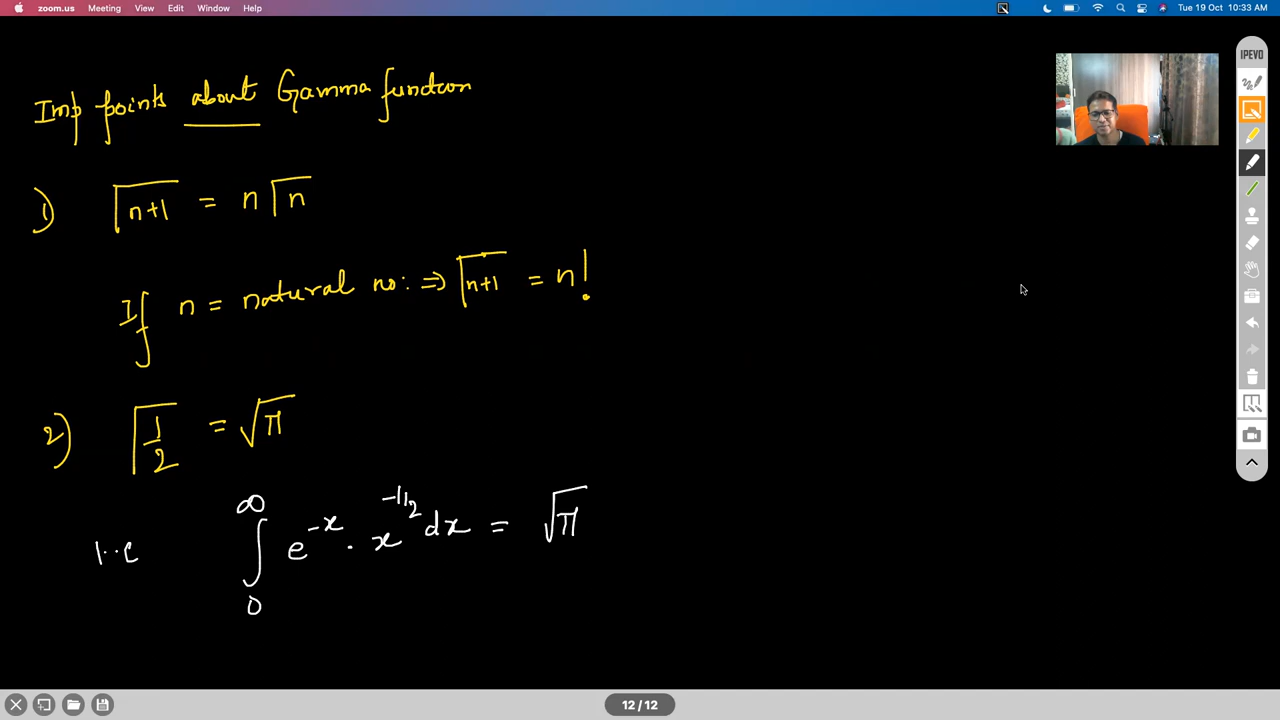 zoom.us Meeting View Edit Window Help Tue 19 Oct 10:33 AM
IPEVO
Imp points about Gamma function
1) Γn+1 = n Γn
If n = natural no: ⇒ Γn+1 = n!
2) Γ1/2 = √π
i.e ∫₀^∞ e^-x · x^-1/2 dx = √π
12 / 12